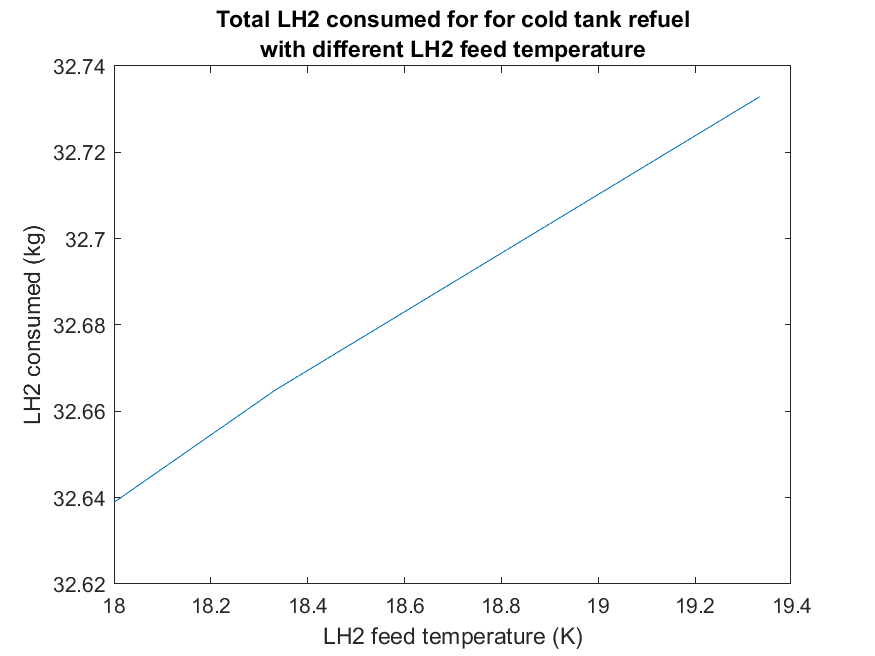 Total LH2 consumed for for cold tank refuel
with different LH2 feed temperature
32.74
32.72
32.7
32.68
32.66
32.64
32.62
LH2 consumed (kg)
18 18.2 18.4 18.6 18.8 19 19.2 19.4
LH2 feed temperature (K)